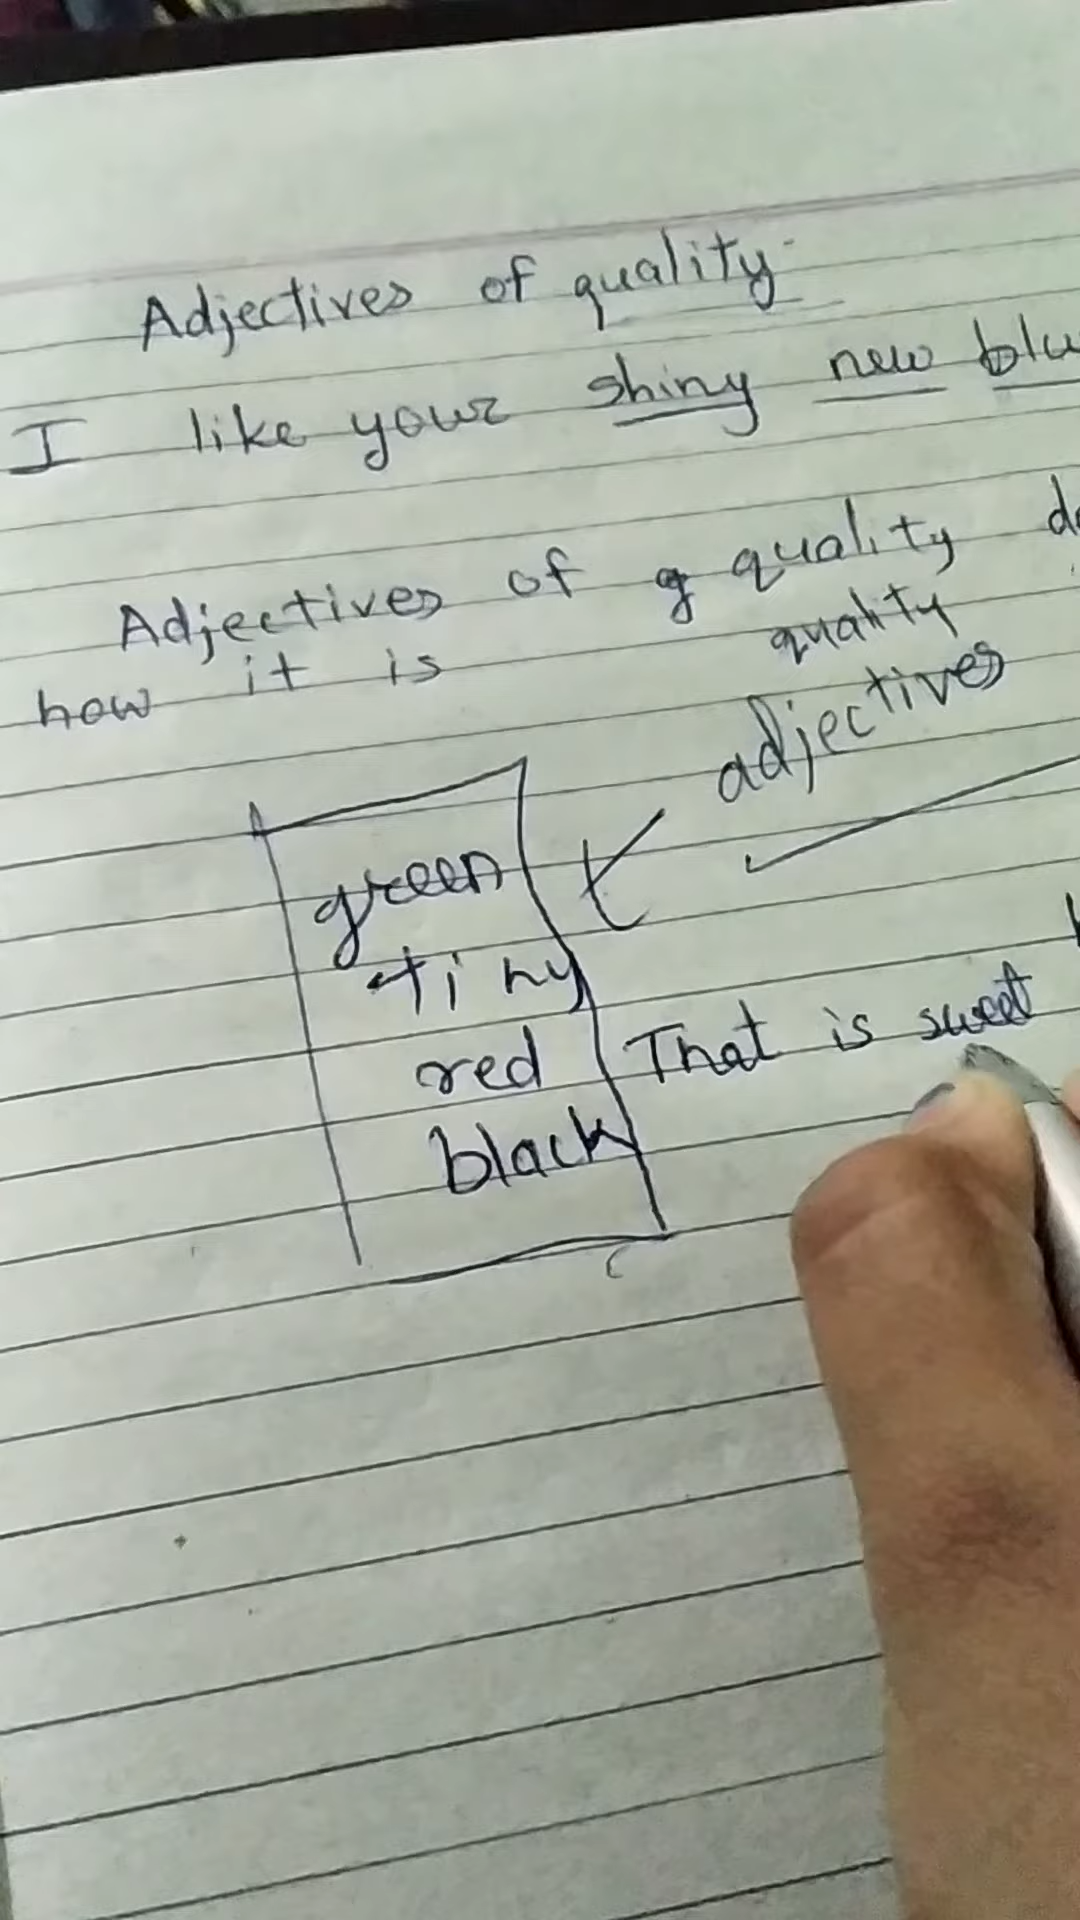 Adjectives of quality
I like your shiny new
Adjectives of quality
how it is
quality
adjectives
green
tiny
red
black
That is sweet